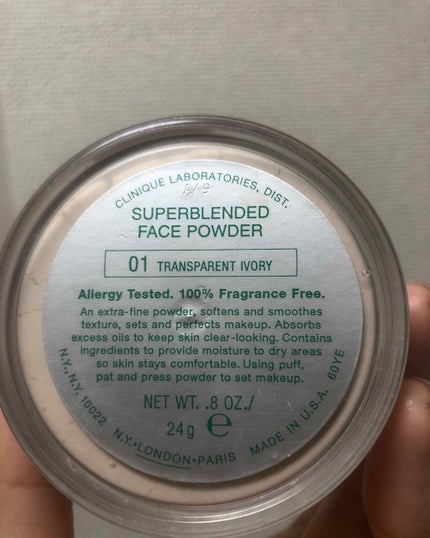 CLINIQUE LABORATORIES, DIST.
SUPERBLENDED
FACE POWDER
01 TRANSPARENT IVORY
Allergy Tested. 100% Fragrance Free.
An extra-fine powder, softens and smoothes
texture, sets and perfects makeup. Absorbs
excess oils to keep skin clear-looking. Contains
ingredients to provide moisture to dry areas
so skin stays comfortable. Using puff,
pat and press powder to set makeup.
NET WT. .8 OZ./
24g e
N.Y., N.Y. 10022 N.Y.•LONDON•PARIS MADE IN U.S.A. 60YE